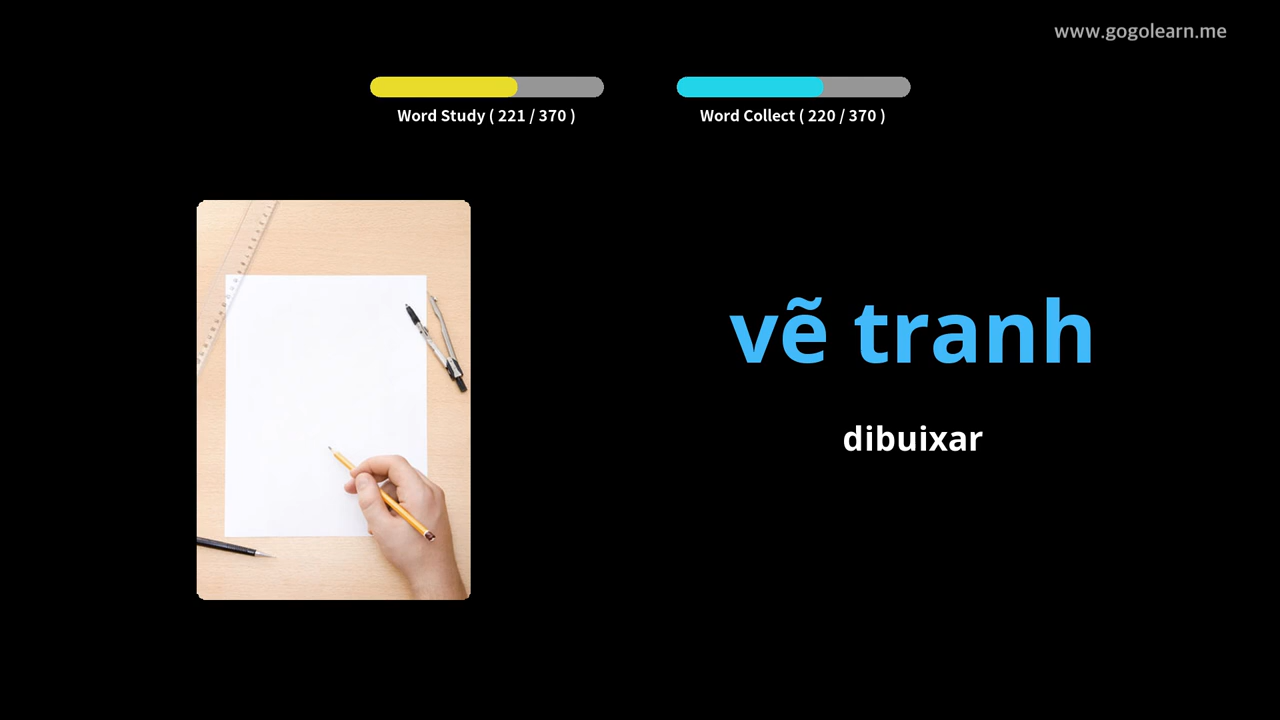 www.gogolearn.me
Word Study ( 221 / 370 )
Word Collect ( 220 / 370 )
vẽ tranh
dibuixar